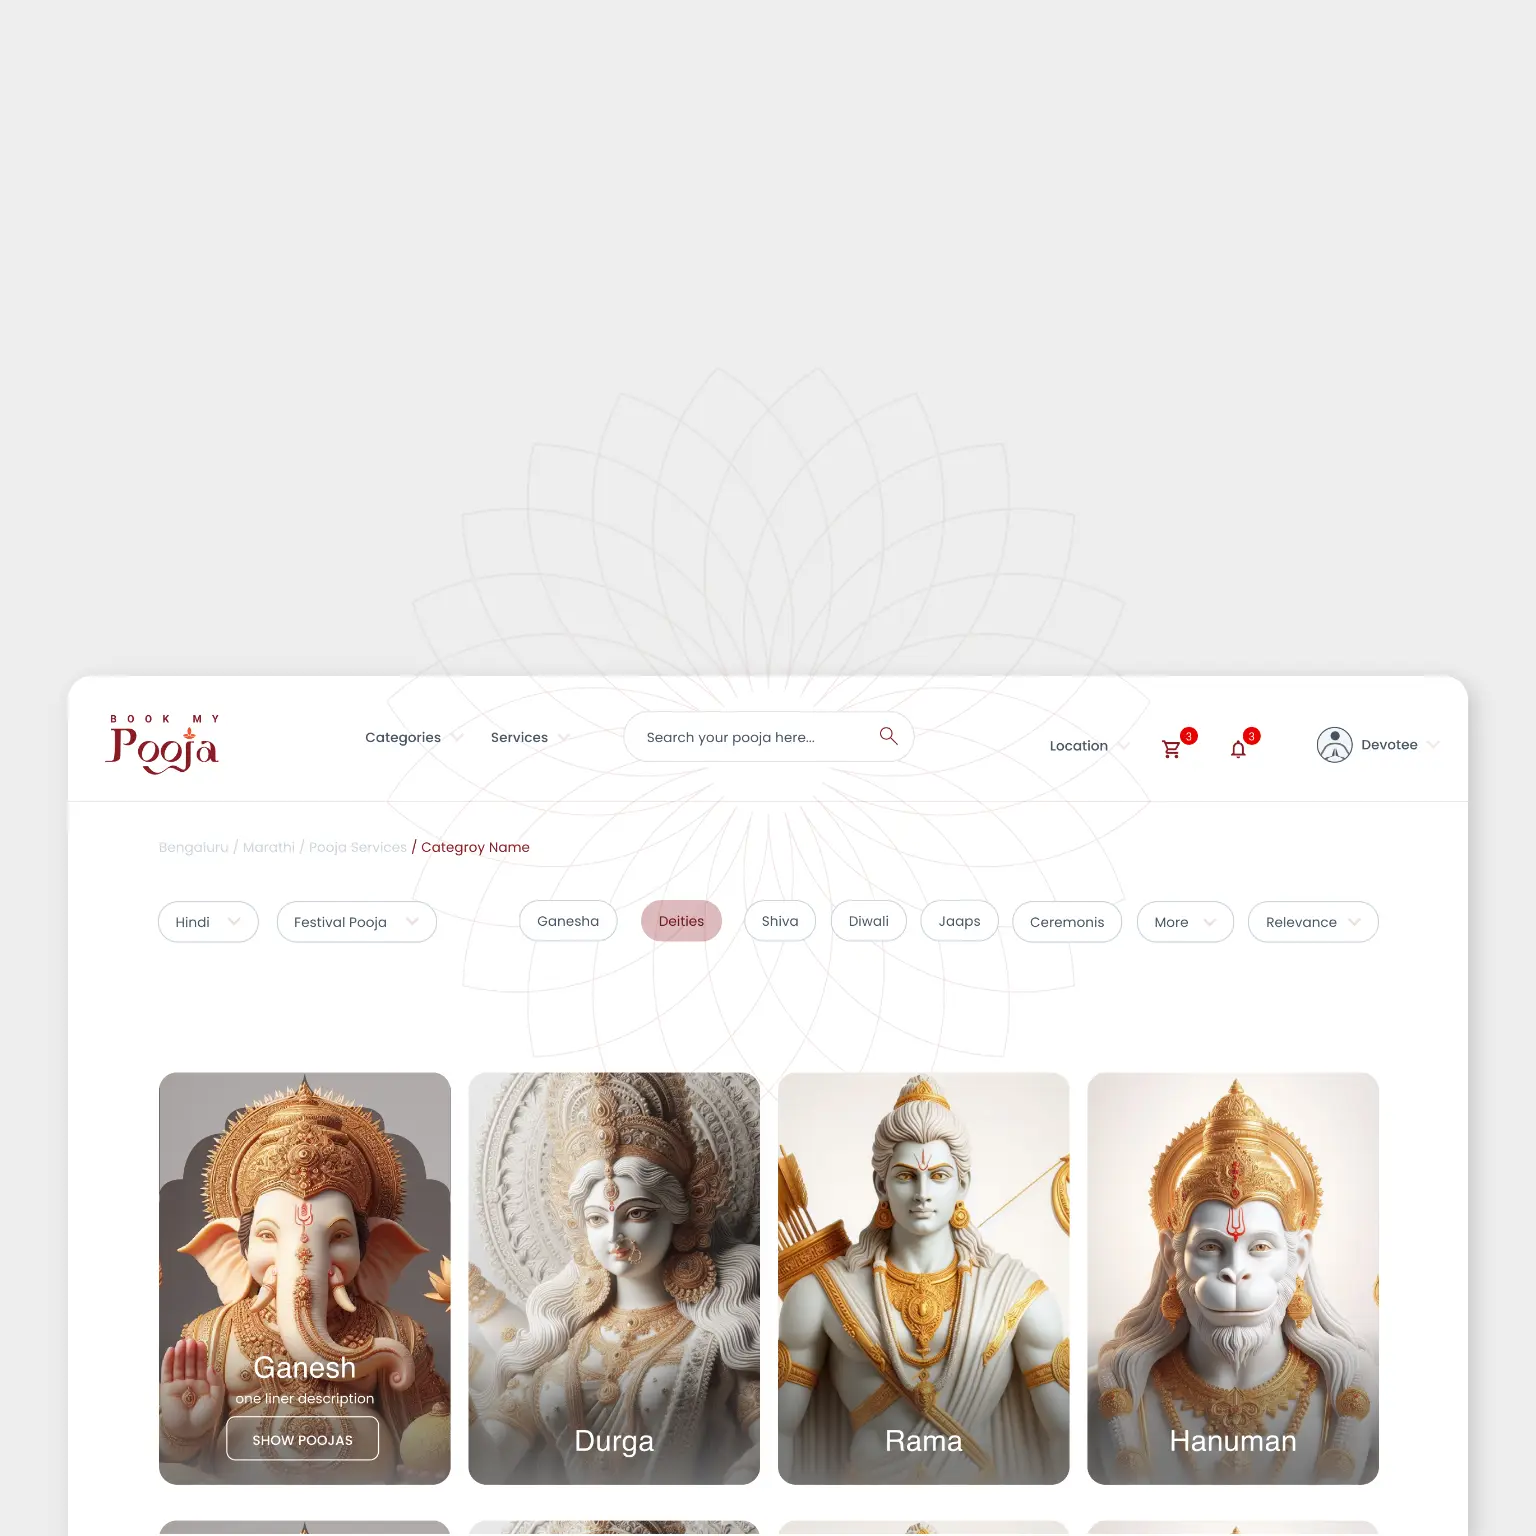 BOOK MY
Pooja
Categories
Services
Search your pooja here...
Location
3
3
Devotee
Bengaluru / Marathi / Pooja Services / Categroy Name
Hindi
Festival Pooja
Ganesha
Deities
Shiva
Diwali
Jaaps
Ceremonis
More
Relevance
Ganesh
one liner description
SHOW POOJAS
Durga
Rama
Hanuman